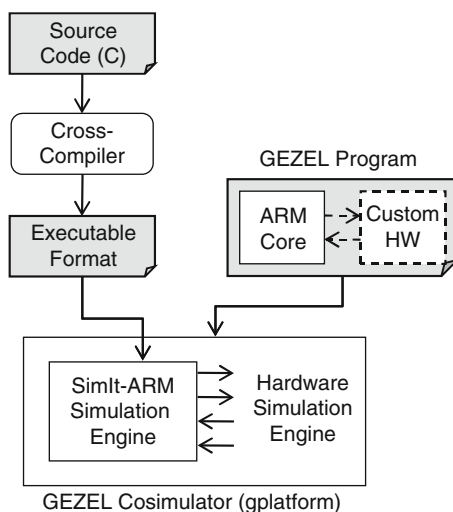 Source
Code (C)
Cross-
Compiler
GEZEL Program
Executable
Format
ARM
Core
Custom
HW
SimIt-ARM
Simulation
Engine
Hardware
Simulation
Engine
GEZEL Cosimulator (gplatform)